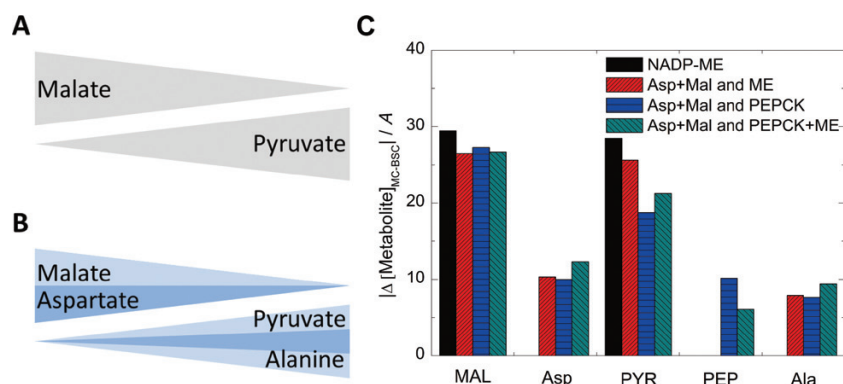 A
Malate
Pyruvate
B
Malate
Aspartate
Pyruvate
Alanine
C
|Δ [Metabolite]MC-BSC| / A
40
30
20
10
0
NADP-ME
Asp+Mal and ME
Asp+Mal and PEPCK
Asp+Mal and PEPCK+ME
MAL
Asp
PYR
PEP
Ala